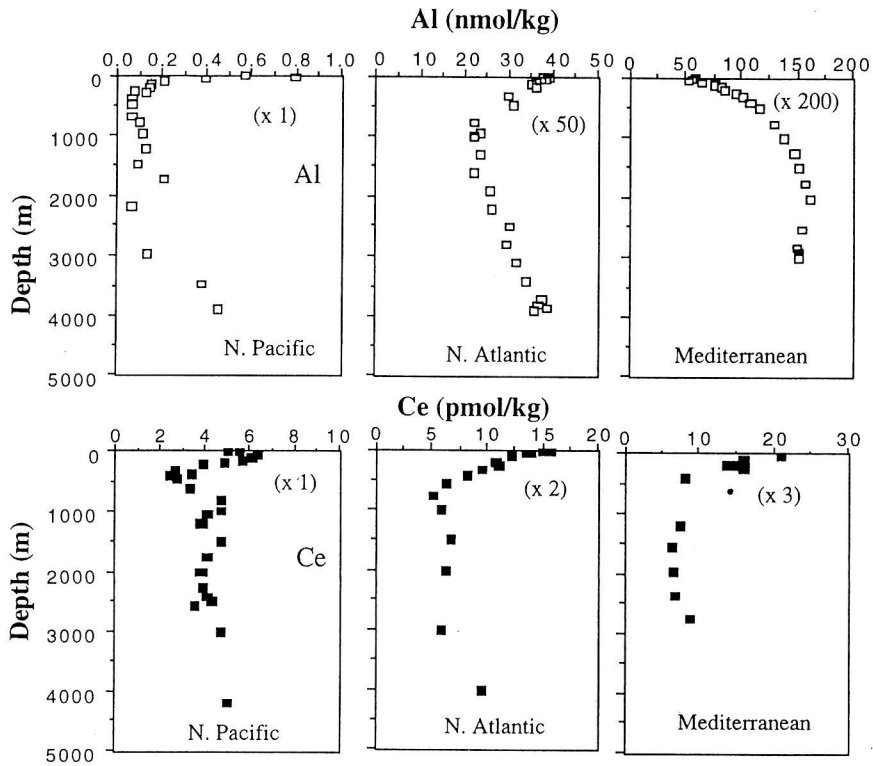 Al (nmol/kg)
0.0 0.2 0.4 0.6 0.8 1.0
0 10 20 30 40 50
0 50 100 150 200
0
1000
2000
3000
4000
5000
Depth (m)
(x 1)
Al
N. Pacific
(x 50)
N. Atlantic
(x 200)
Mediterranean
Ce (pmol/kg)
0 2 4 6 8 10
0 5 10 15 20
0 10 20 30
0
1000
2000
3000
4000
5000
Depth (m)
(x 1)
Ce
N. Pacific
(x 2)
N. Atlantic
(x 3)
Mediterranean